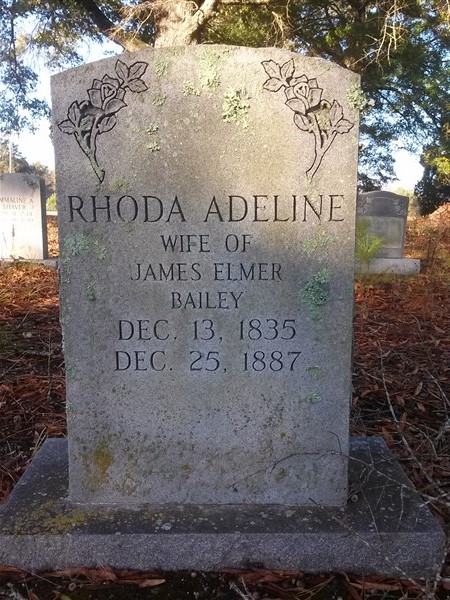 RHODA ADELINE
WIFE OF
JAMES ELMER
BAILEY
DEC. 13, 1835
DEC. 25, 1887